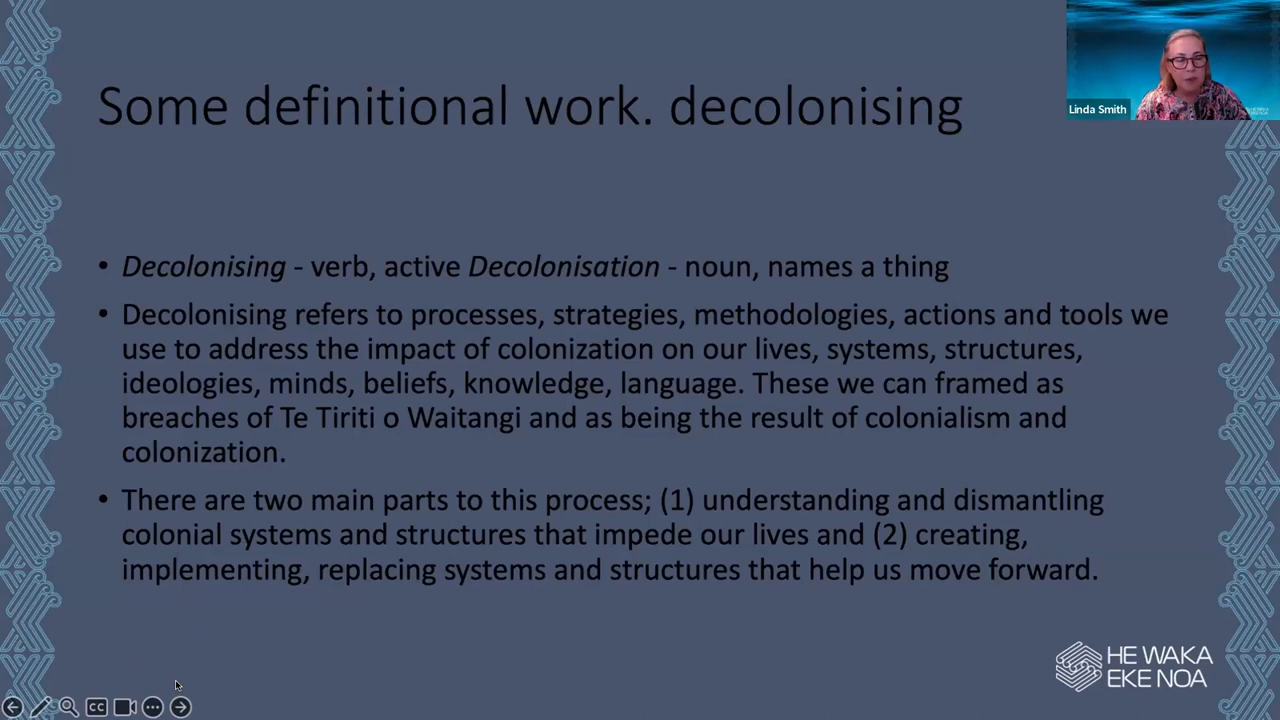 Some definitional work. decolonising
Linda Smith
• Decolonising - verb, active Decolonisation - noun, names a thing
• Decolonising refers to processes, strategies, methodologies, actions and tools we
use to address the impact of colonization on our lives, systems, structures,
ideologies, minds, beliefs, knowledge, language. These we can framed as
breaches of Te Tiriti o Waitangi and as being the result of colonialism and
colonization.
• There are two main parts to this process; (1) understanding and dismantling
colonial systems and structures that impede our lives and (2) creating,
implementing, replacing systems and structures that help us move forward.
HE WAKA
EKE NOA
CC